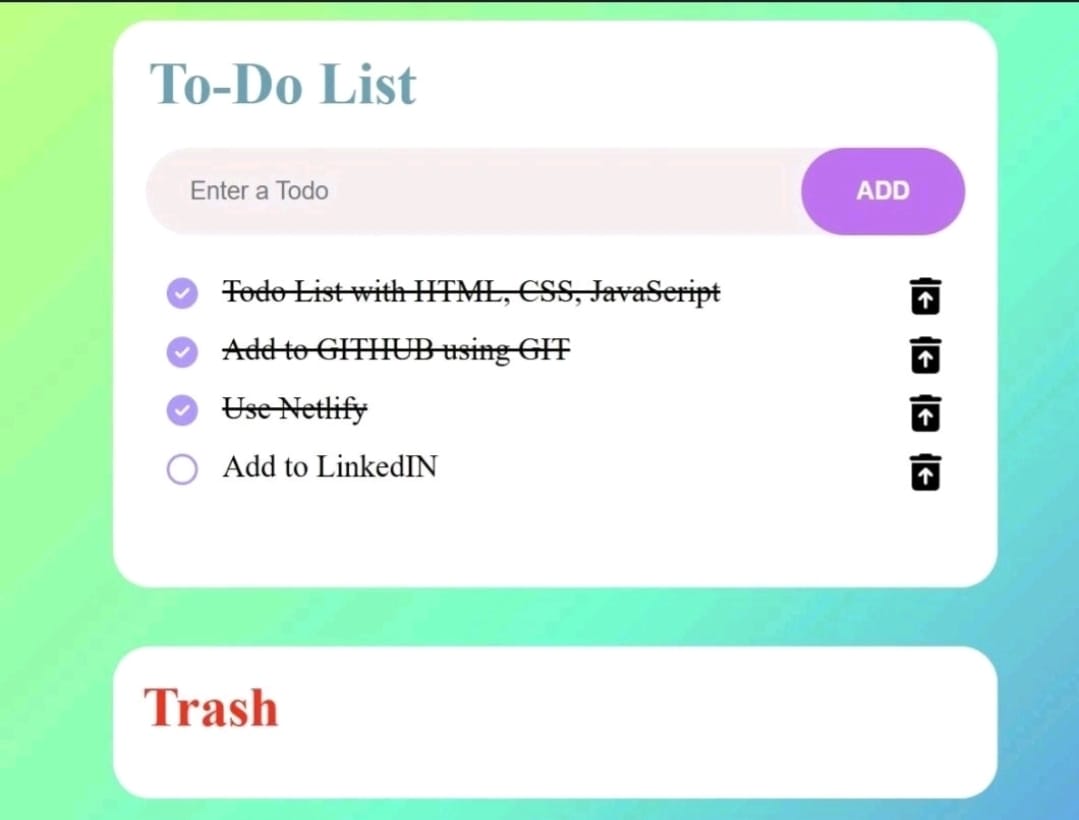 To-Do List
Enter a Todo
ADD
Todo List with HTML, CSS, JavaScript
Add to GITHUB using GIT
Use Netlify
Add to LinkedIN
Trash